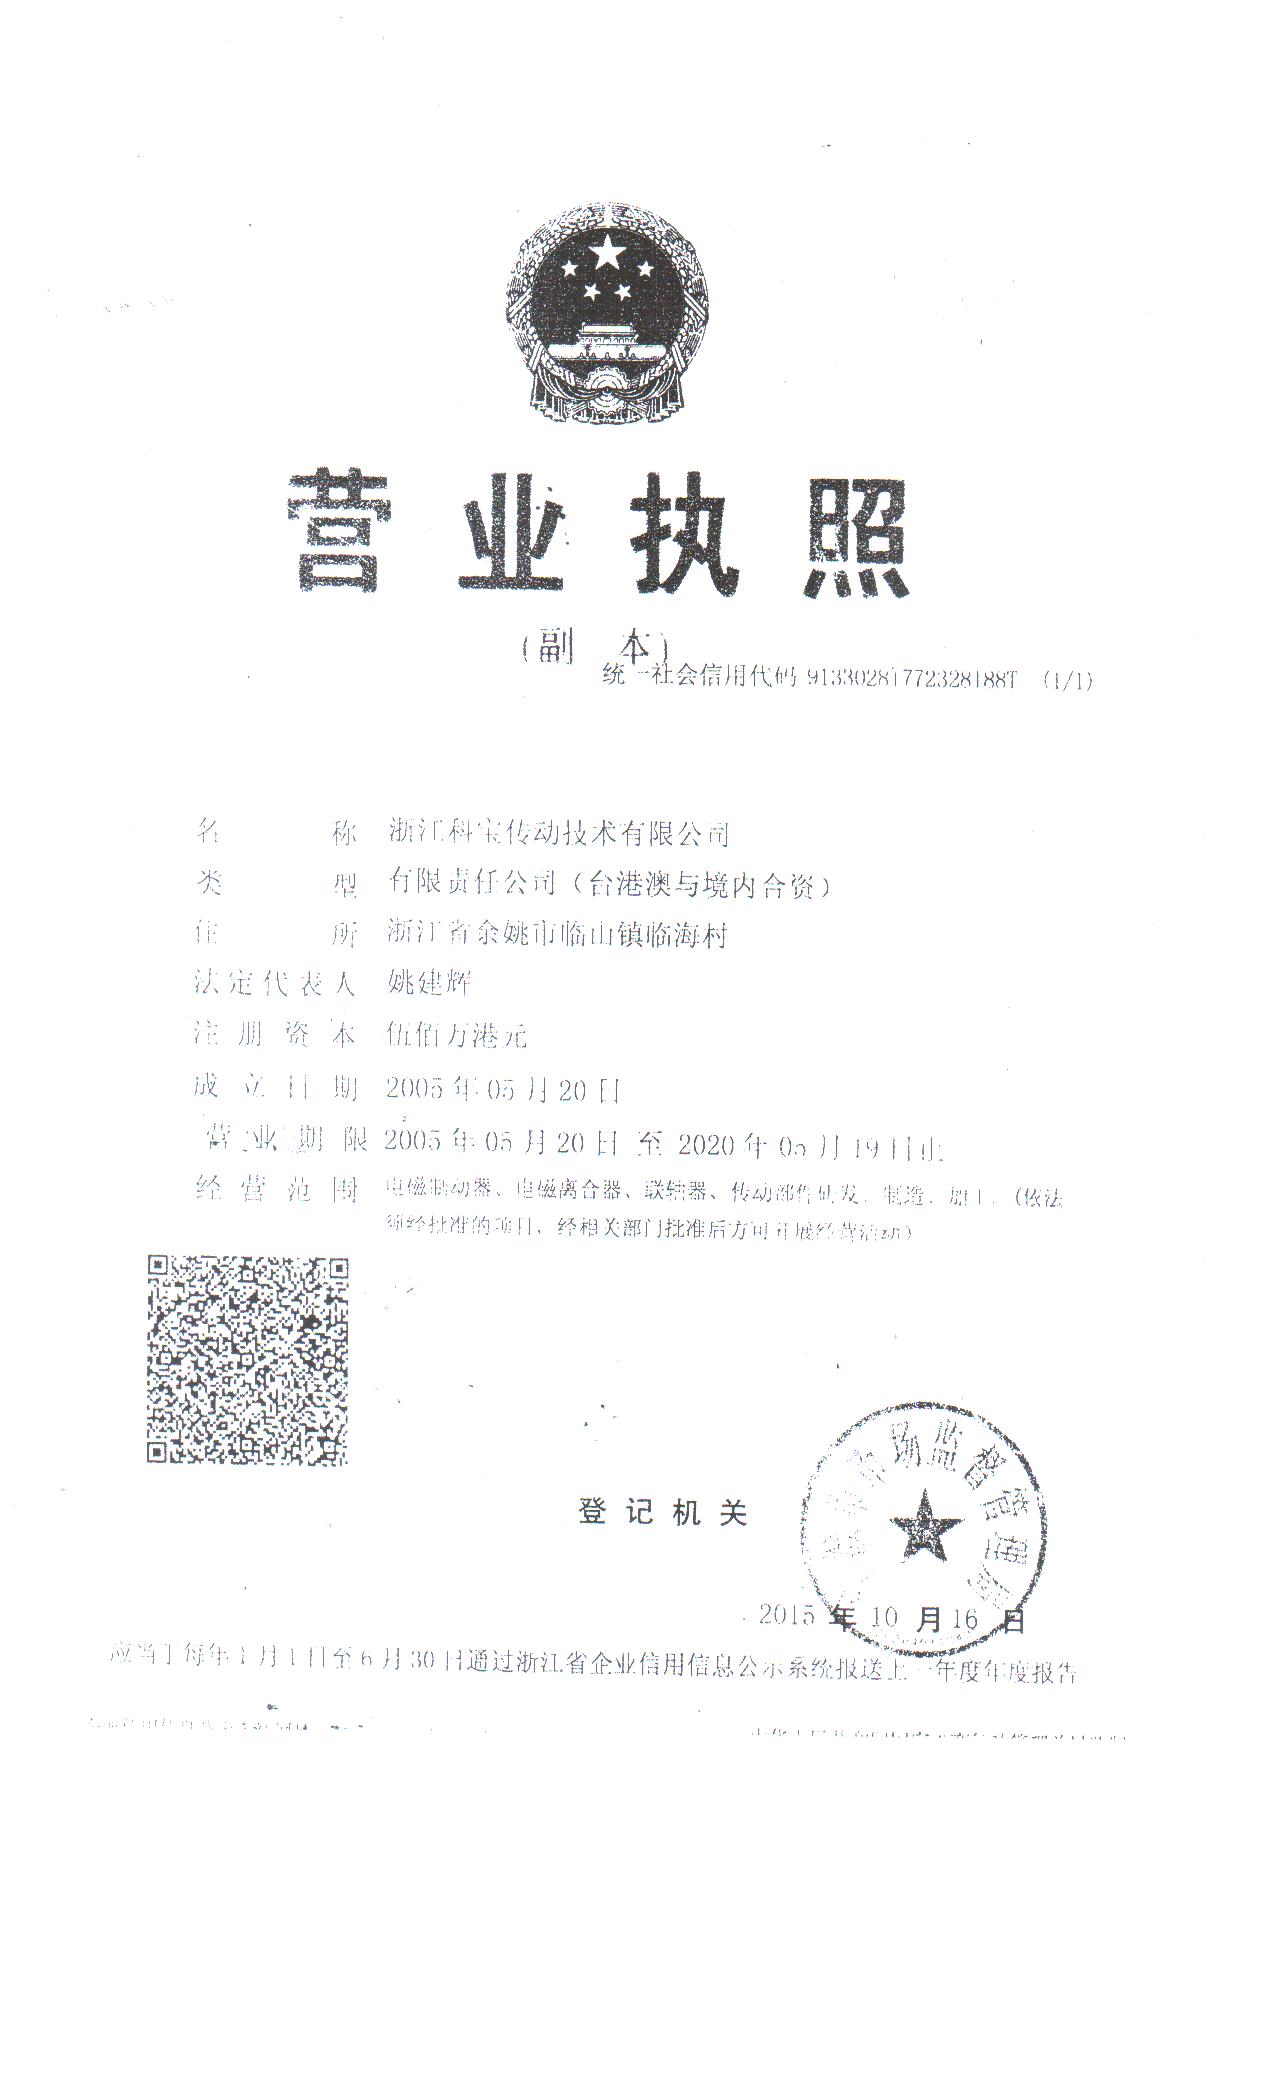 营业执照
(副 本)
统一社会信用代码 91330281772328188T (1/1)
名称 浙江科宝传动技术有限公司
类型 有限责任公司（台港澳与境内合资）
住所 浙江省余姚市临山镇临海村
法定代表人 姚建辉
注册资本 伍佰万港元
成立日期 2005年05月20日
营业期限 2005年05月20日至2020年05月19日止
经营范围 电磁制动器、电磁离合器、联轴器、传动部件研发、制造、加工。(依法
须经批准的项目，经相关部门批准后方可开展经营活动)
市场监督管理局
登记机关
2015年10月16日
应当于每年1月1日至6月30日通过浙江省企业信用信息公示系统报送上一年度年度报告